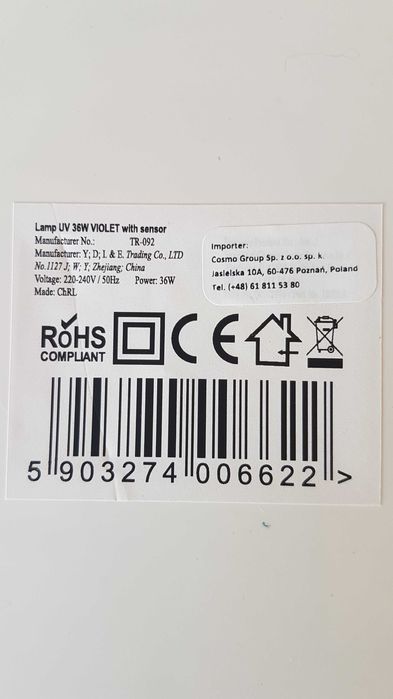 Lamp UV 36W VIOLET with sensor
Manufacturer No.: TR-092
Manufacturer: Y; D; I. & E. Trading Co., LTD
No.1127 J; W; Y; Zhejiang; China
Voltage: 220-240V / 50Hz Power: 36W
Made: ChRL
Importer:
Cosmo Group Sp. z o.o. sp. k.
Jasielska 10A, 60-476 Poznań, Poland
Tel. (+48) 61 811 53 80
RoHS
COMPLIANT
CE
5 903274 006622 >